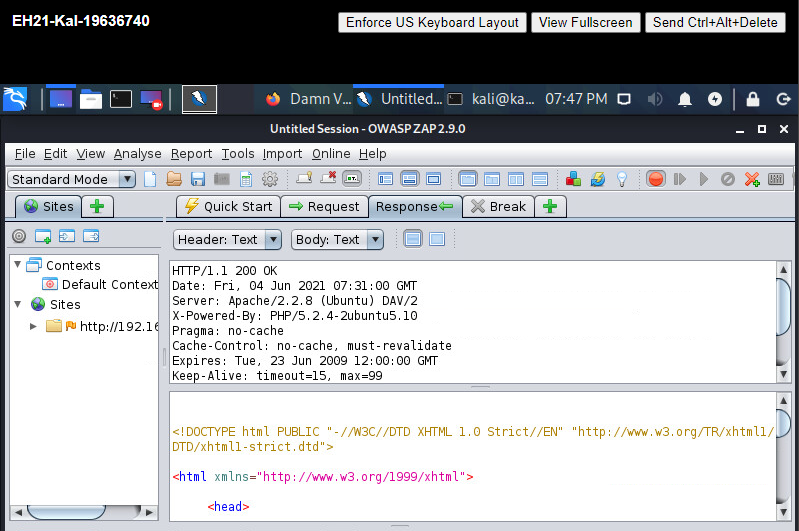 EH21-Kal-19636740
Enforce US Keyboard Layout View Fullscreen Send Ctrl+Alt+Delete
Damn V... Untitled... kali@ka... 07:47 PM
Untitled Session - OWASP ZAP 2.9.0
File Edit View Analyse Report Tools Import Online Help
Standard Mode
Sites Quick Start Request Response Break
Header: Text Body: Text
Contexts
Default Context
Sites
http://192.16
HTTP/1.1 200 OK
Date: Fri, 04 Jun 2021 07:31:00 GMT
Server: Apache/2.2.8 (Ubuntu) DAV/2
X-Powered-By: PHP/5.2.4-2ubuntu5.10
Pragma: no-cache
Cache-Control: no-cache, must-revalidate
Expires: Tue, 23 Jun 2009 12:00:00 GMT
Keep-Alive: timeout=15, max=99
<!DOCTYPE html PUBLIC "-//W3C//DTD XHTML 1.0 Strict//EN" "http://www.w3.org/TR/xhtml1/
DTD/xhtml1-strict.dtd">
<html xmlns="http://www.w3.org/1999/xhtml">
<head>